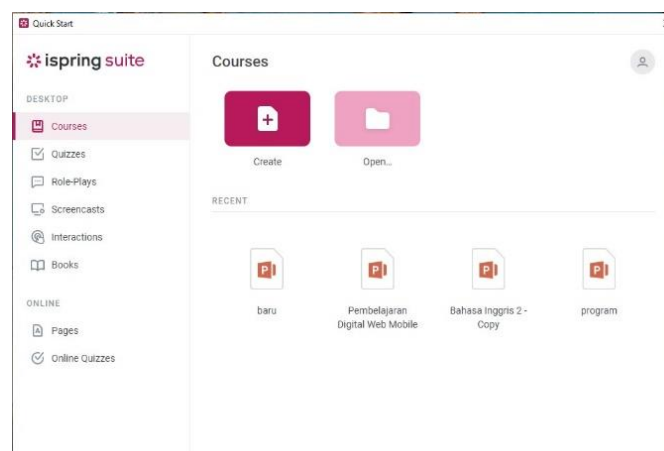 Quick Start
ispring suite
DESKTOP
Courses
Quizzes
Role-Plays
Screencasts
Interactions
Books
ONLINE
Pages
Online Quizzes
Courses
Create
Open...
RECENT
baru
Pembelajaran
Digital Web Mobile
Bahasa Inggris 2 -
Copy
program